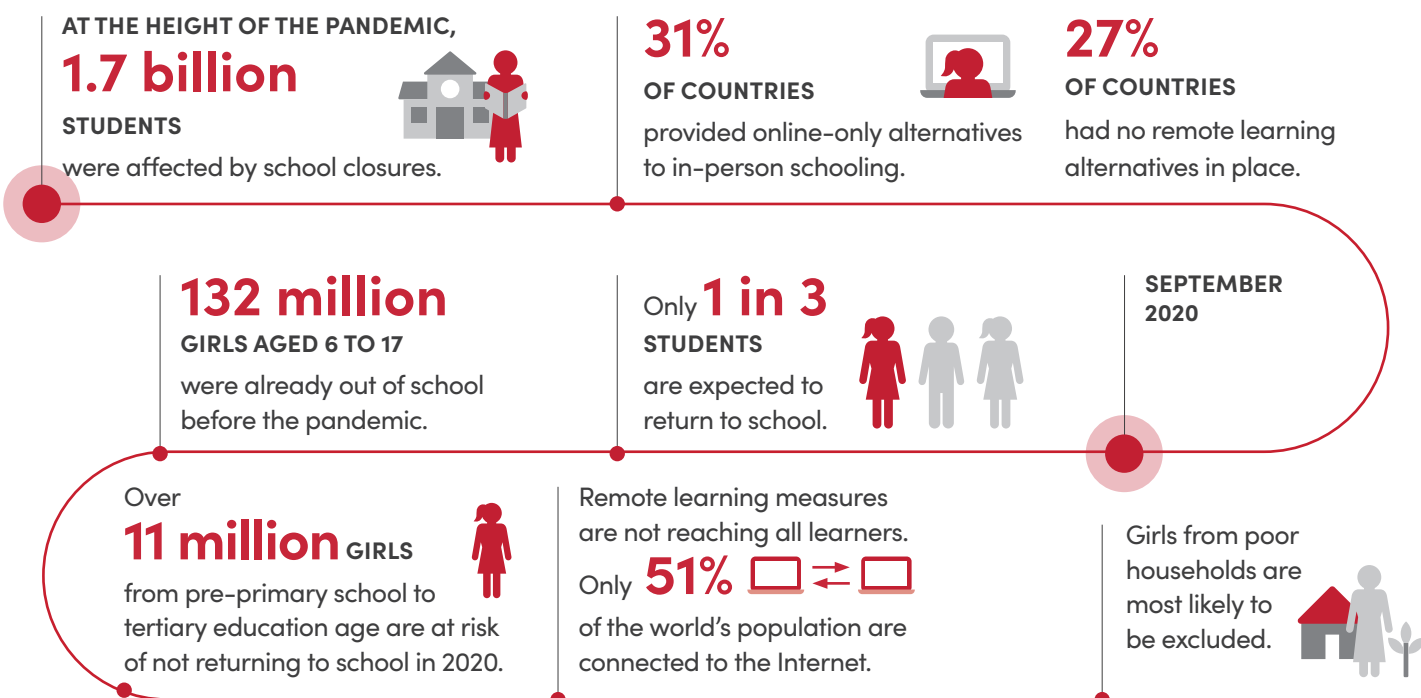 AT THE HEIGHT OF THE PANDEMIC,
1.7 billion
STUDENTS
were affected by school closures.
31%
OF COUNTRIES
provided online-only alternatives
to in-person schooling.
27%
OF COUNTRIES
had no remote learning
alternatives in place.
SEPTEMBER
2020
Only 1 in 3
STUDENTS
are expected to
return to school.
132 million
GIRLS AGED 6 TO 17
were already out of school
before the pandemic.
Over
11 million GIRLS
from pre-primary school to
tertiary education age are at risk
of not returning to school in 2020.
Remote learning measures
are not reaching all learners.
Only 51%
of the world’s population are
connected to the Internet.
Girls from poor
households are
most likely to
be excluded.